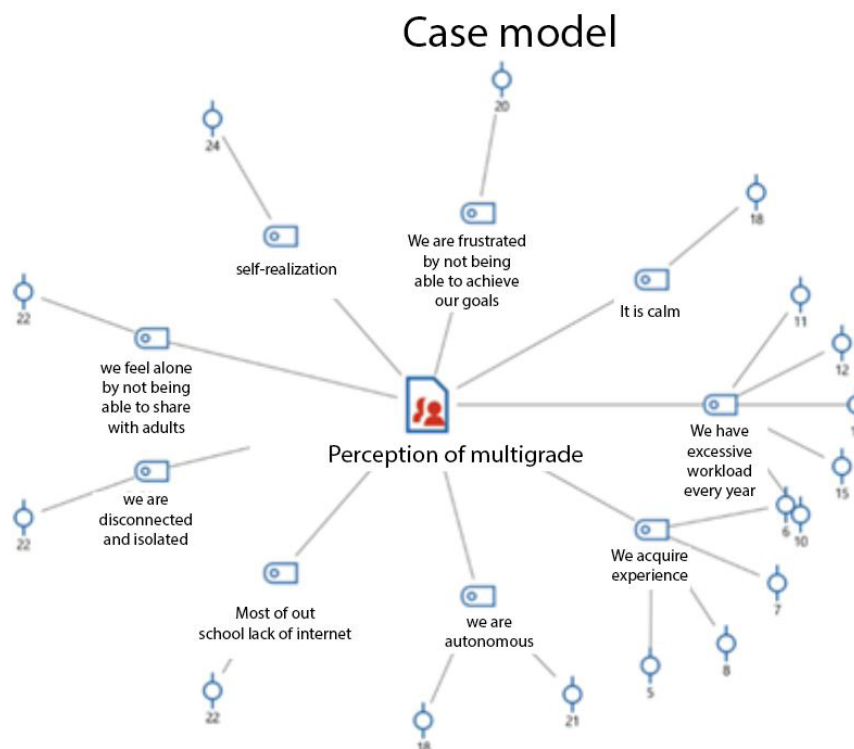 Case model
20
24
18
We are frustrated
by not being
able to achieve
our goals
self-realization
22
It is calm
11
12
we feel alone
by not being
able to share
with adults
We have
excessive
workload
every year
15
Perception of multigrade
we are
disconnected
and isolated
22
6
10
We acquire
experience
7
Most of out
school lack of internet
we are
autonomous
8
5
22
21
18